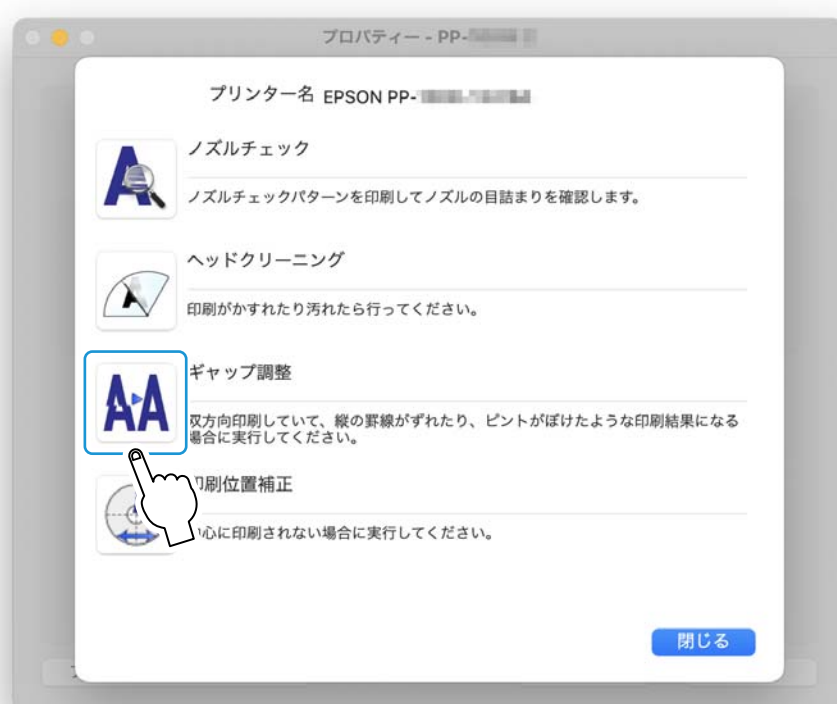 プロパティー - PP-
プリンター名 EPSON PP-
ノズルチェック
ノズルチェックパターンを印刷してノズルの目詰まりを確認します。
ヘッドクリーニング
印刷がかすれたり汚れたら行ってください。
ギャップ調整
双方向印刷していて、縦の罫線がずれたり、ピントがぼけたような印刷結果になる
場合に実行してください。
印刷位置補正
心に印刷されない場合に実行してください。
閉じる